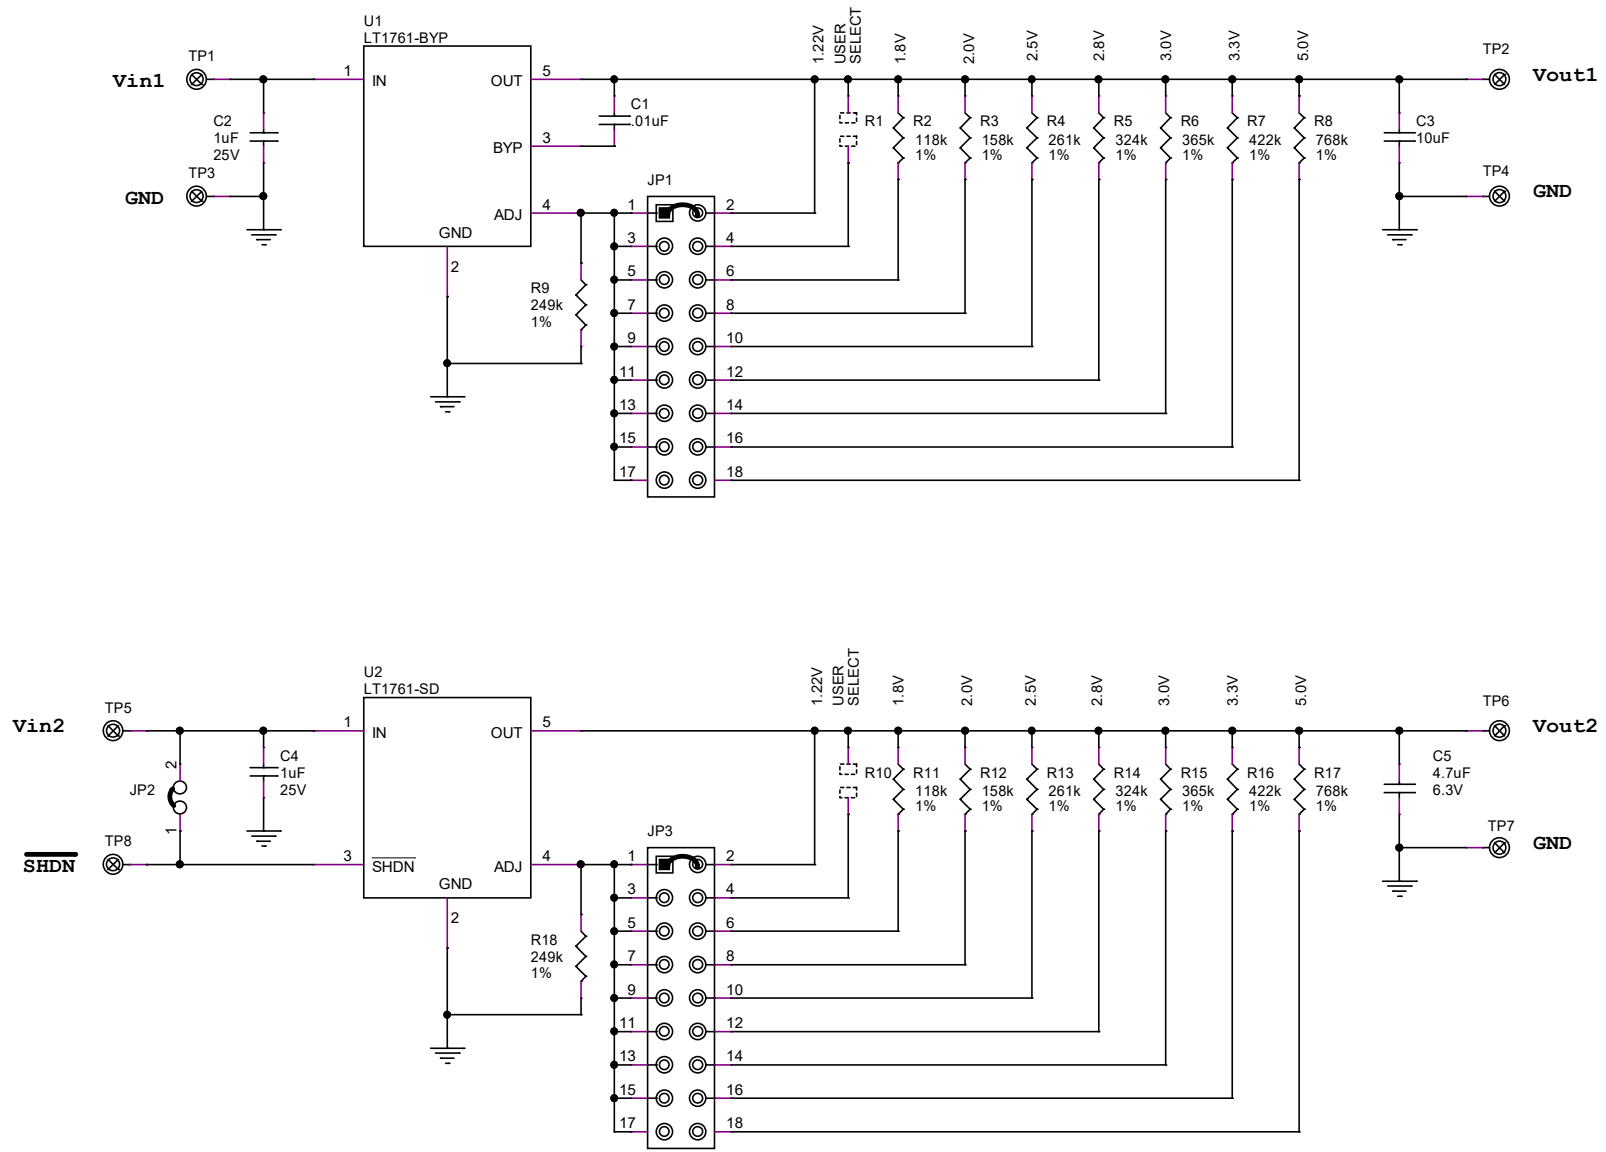 U1
LT1761-BYP
TP1
Vin1
1
IN
OUT
5
C2
1uF
25V
BYP
3
C1
.01uF
TP3
GND
ADJ
4
GND
2
R9
249k
1%
JP1
1
2
3
4
5
6
7
8
9
10
11
12
13
14
15
16
17
18
1.22V
USER
SELECT
1.8V
2.0V
2.5V
2.8V
3.0V
3.3V
5.0V
R1
R2
118k
1%
R3
158k
1%
R4
261k
1%
R5
324k
1%
R6
365k
1%
R7
422k
1%
R8
768k
1%
C3
10uF
TP2
Vout1
TP4
GND
U2
LT1761-SD
TP5
Vin2
1
IN
OUT
5
2
JP2
1
C4
1uF
25V
TP8
SHDN
3
SHDN
ADJ
4
GND
2
R18
249k
1%
JP3
1
2
3
4
5
6
7
8
9
10
11
12
13
14
15
16
17
18
1.22V
USER
SELECT
1.8V
2.0V
2.5V
2.8V
3.0V
3.3V
5.0V
R10
R11
118k
1%
R12
158k
1%
R13
261k
1%
R14
324k
1%
R15
365k
1%
R16
422k
1%
R17
768k
1%
C5
4.7uF
6.3V
TP6
Vout2
TP7
GND